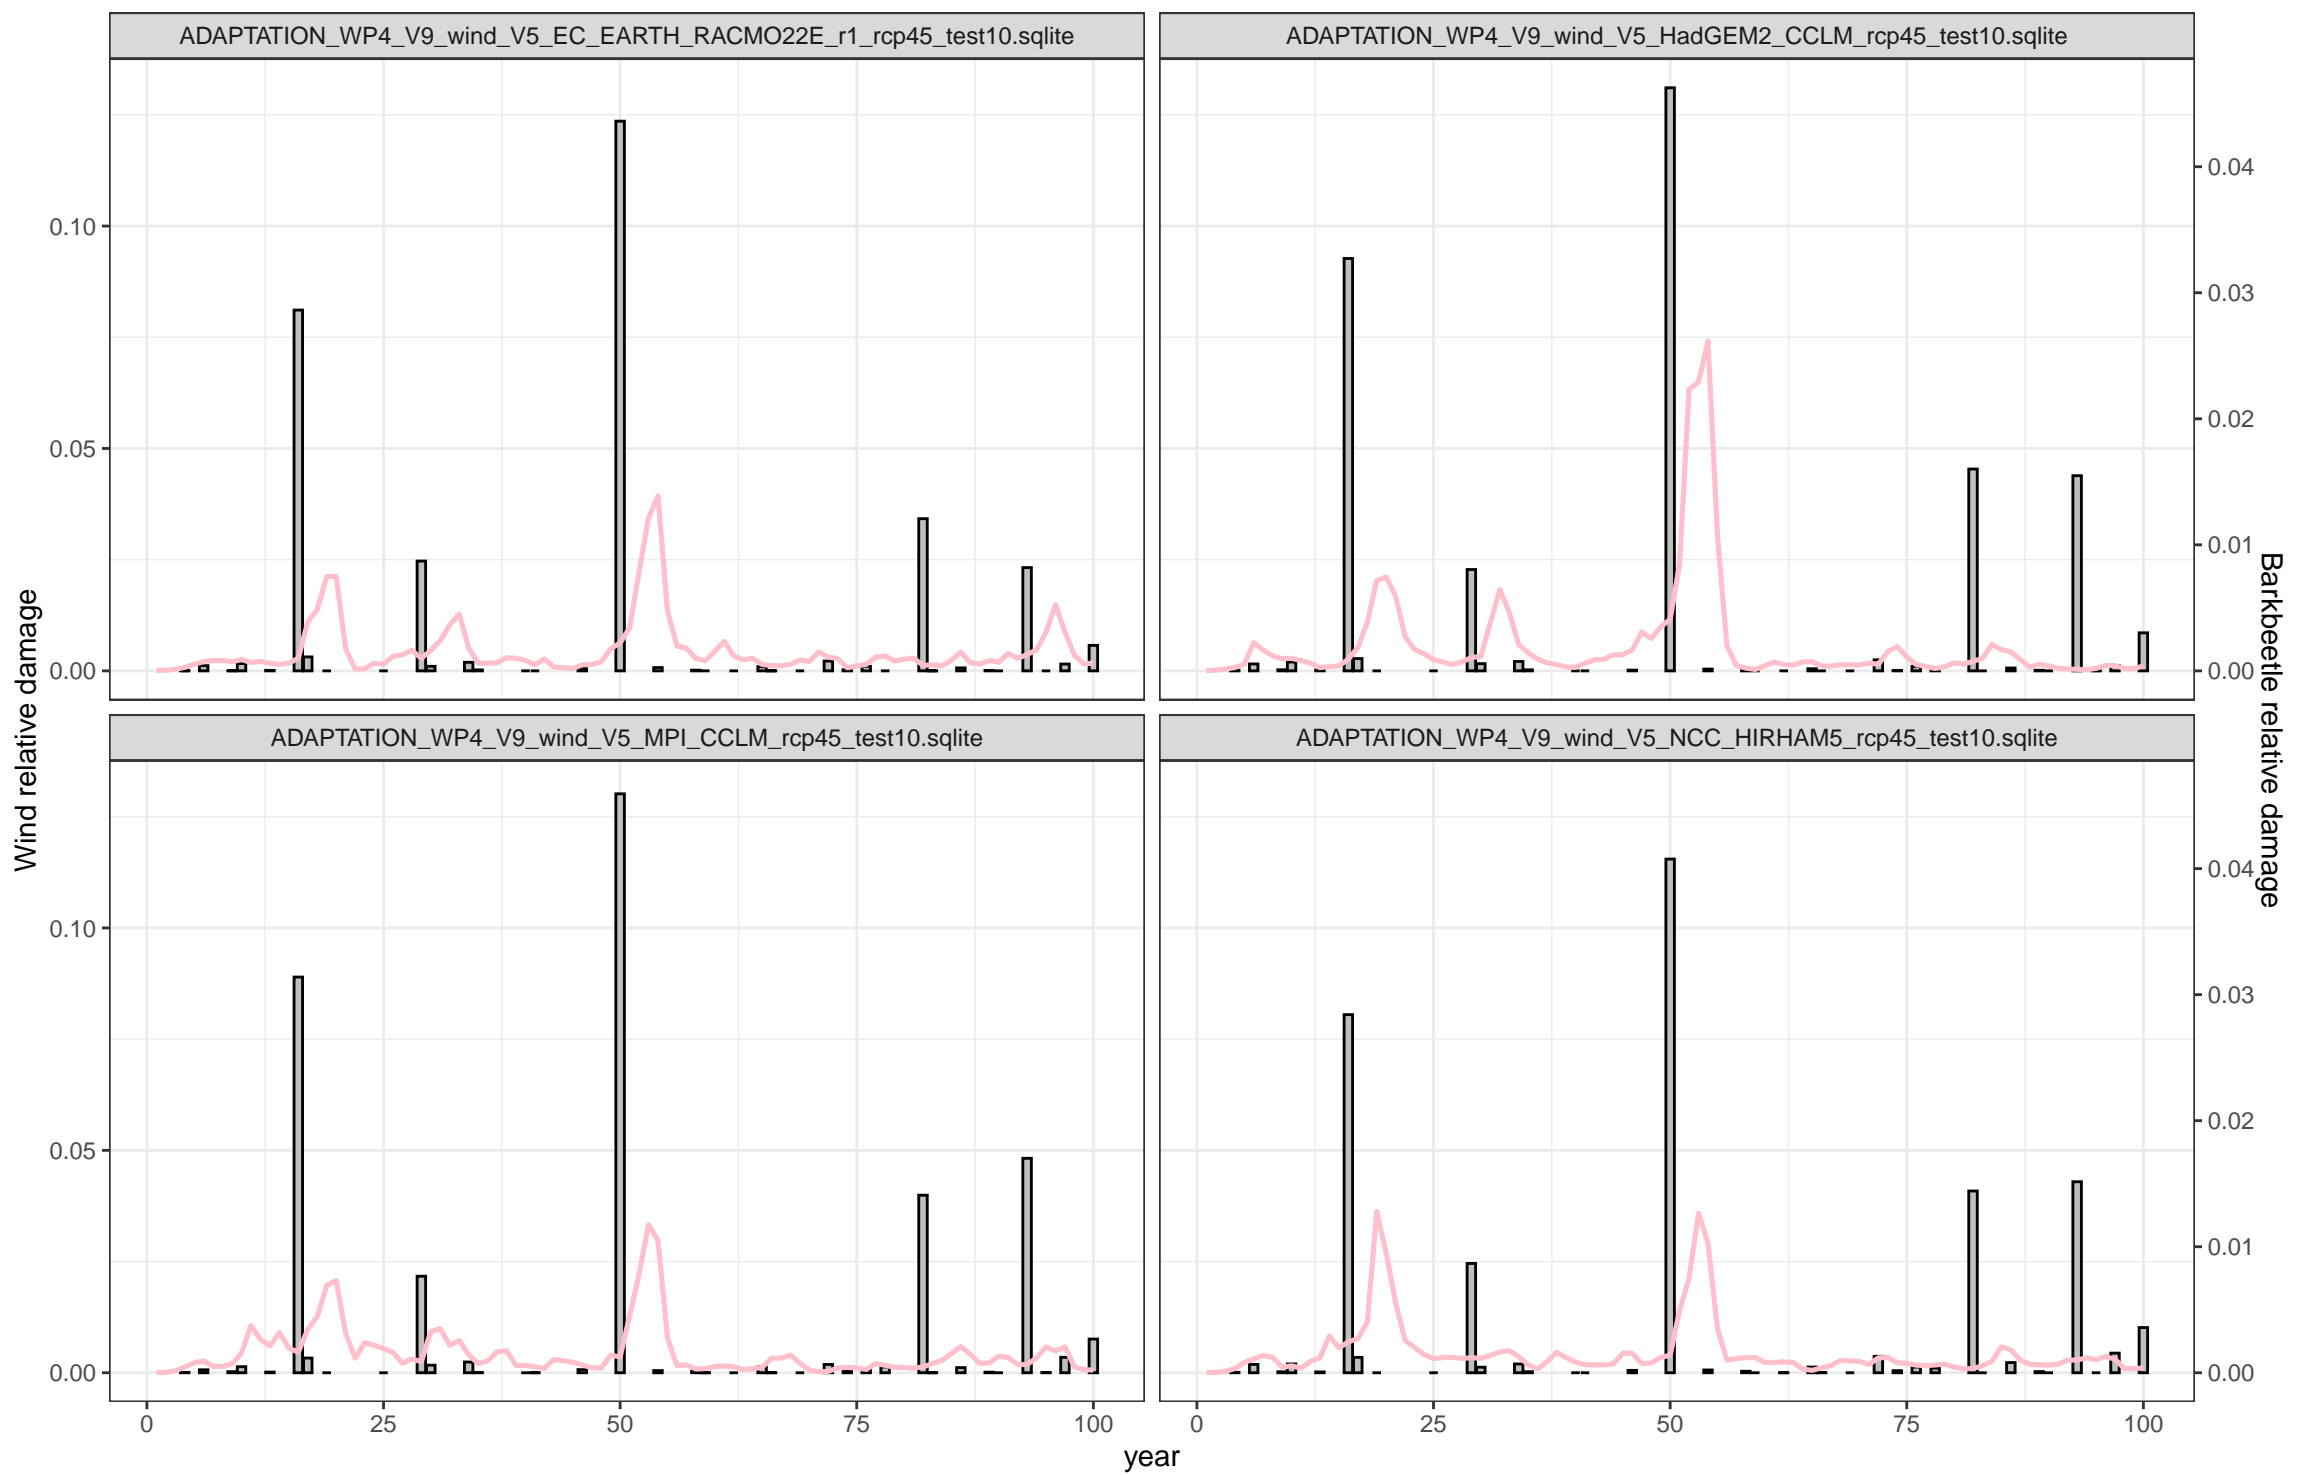 ADAPTATION_WP4_V9_wind_V5_EC_EARTH_RACMO22E_r1_rcp45_test10.sqlite
ADAPTATION_WP4_V9_wind_V5_HadGEM2_CCLM_rcp45_test10.sqlite
0.10
0.05
0.00
0.04
0.03
0.02
0.01
0.00
Wind relative damage
Barkbeetle relative damage
ADAPTATION_WP4_V9_wind_V5_MPI_CCLM_rcp45_test10.sqlite
ADAPTATION_WP4_V9_wind_V5_NCC_HIRHAM5_rcp45_test10.sqlite
0.10
0.05
0.00
0.04
0.03
0.02
0.01
0.00
0 25 50 75 100
0 25 50 75 100
year